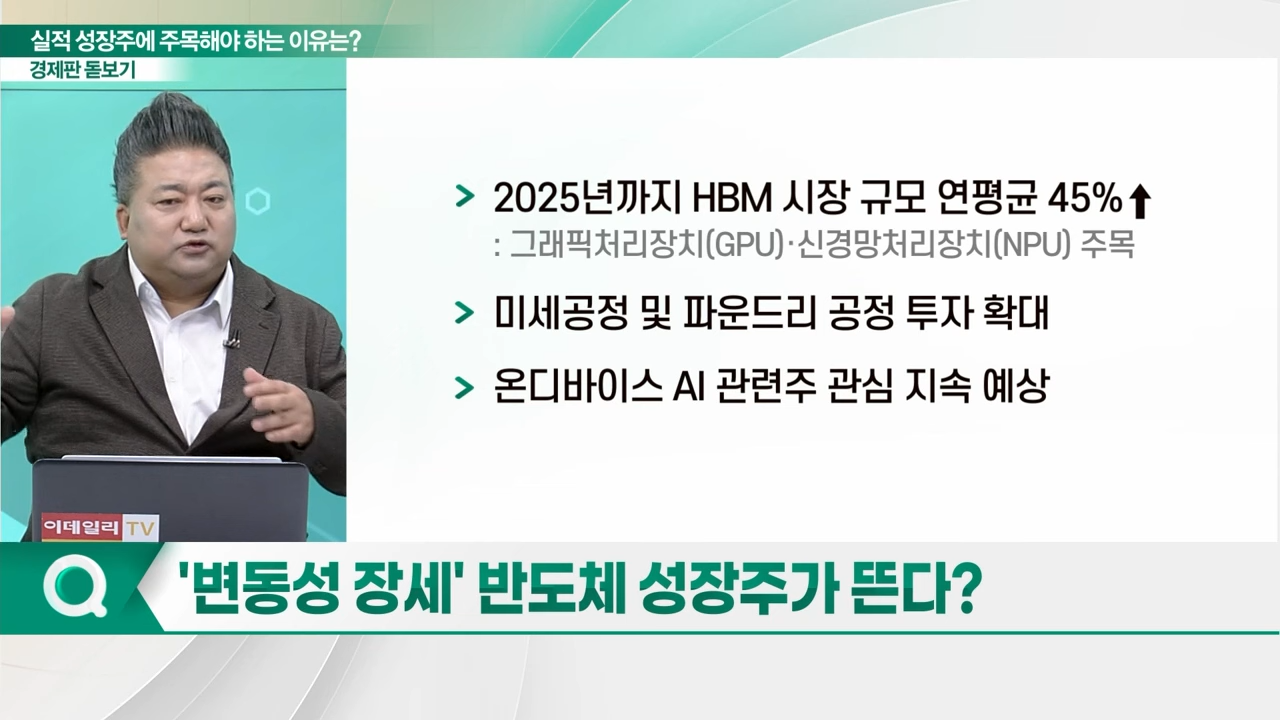 실적 성장주에 주목해야 하는 이유는?
경제판 돋보기
2025년까지 HBM 시장 규모 연평균 45%⬆
: 그래픽처리장치(GPU)·신경망처리장치(NPU) 주목
미세공정 및 파운드리 공정 투자 확대
온디바이스 AI 관련주 관심 지속 예상
이데일리 TV
'변동성 장세' 반도체 성장주가 뜬다?